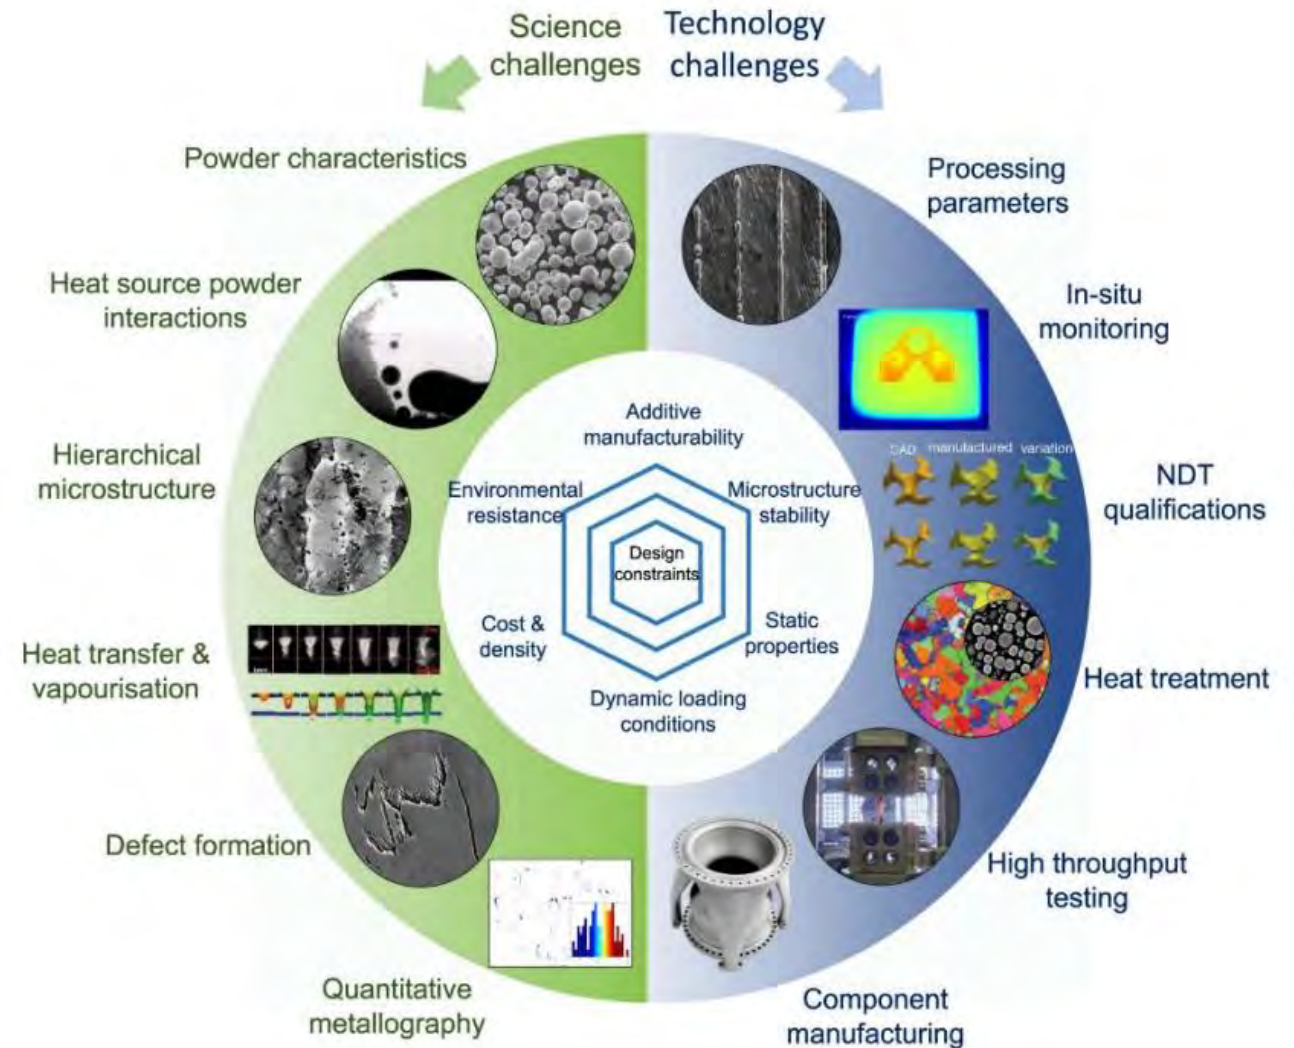 Science
challenges
Technology
challenges
Powder characteristics
Heat source powder
interactions
Hierarchical
microstructure
Heat transfer &
vapourisation
Defect formation
Quantitative
metallography
Processing
parameters
In-situ
monitoring
CAD manufactured variation
NDT
qualifications
Heat treatment
High throughput
testing
Component
manufacturing
Additive
manufacturability
Environmental
resistance
Microstructure
stability
Design
constraints
Cost &
density
Static
properties
Dynamic loading
conditions